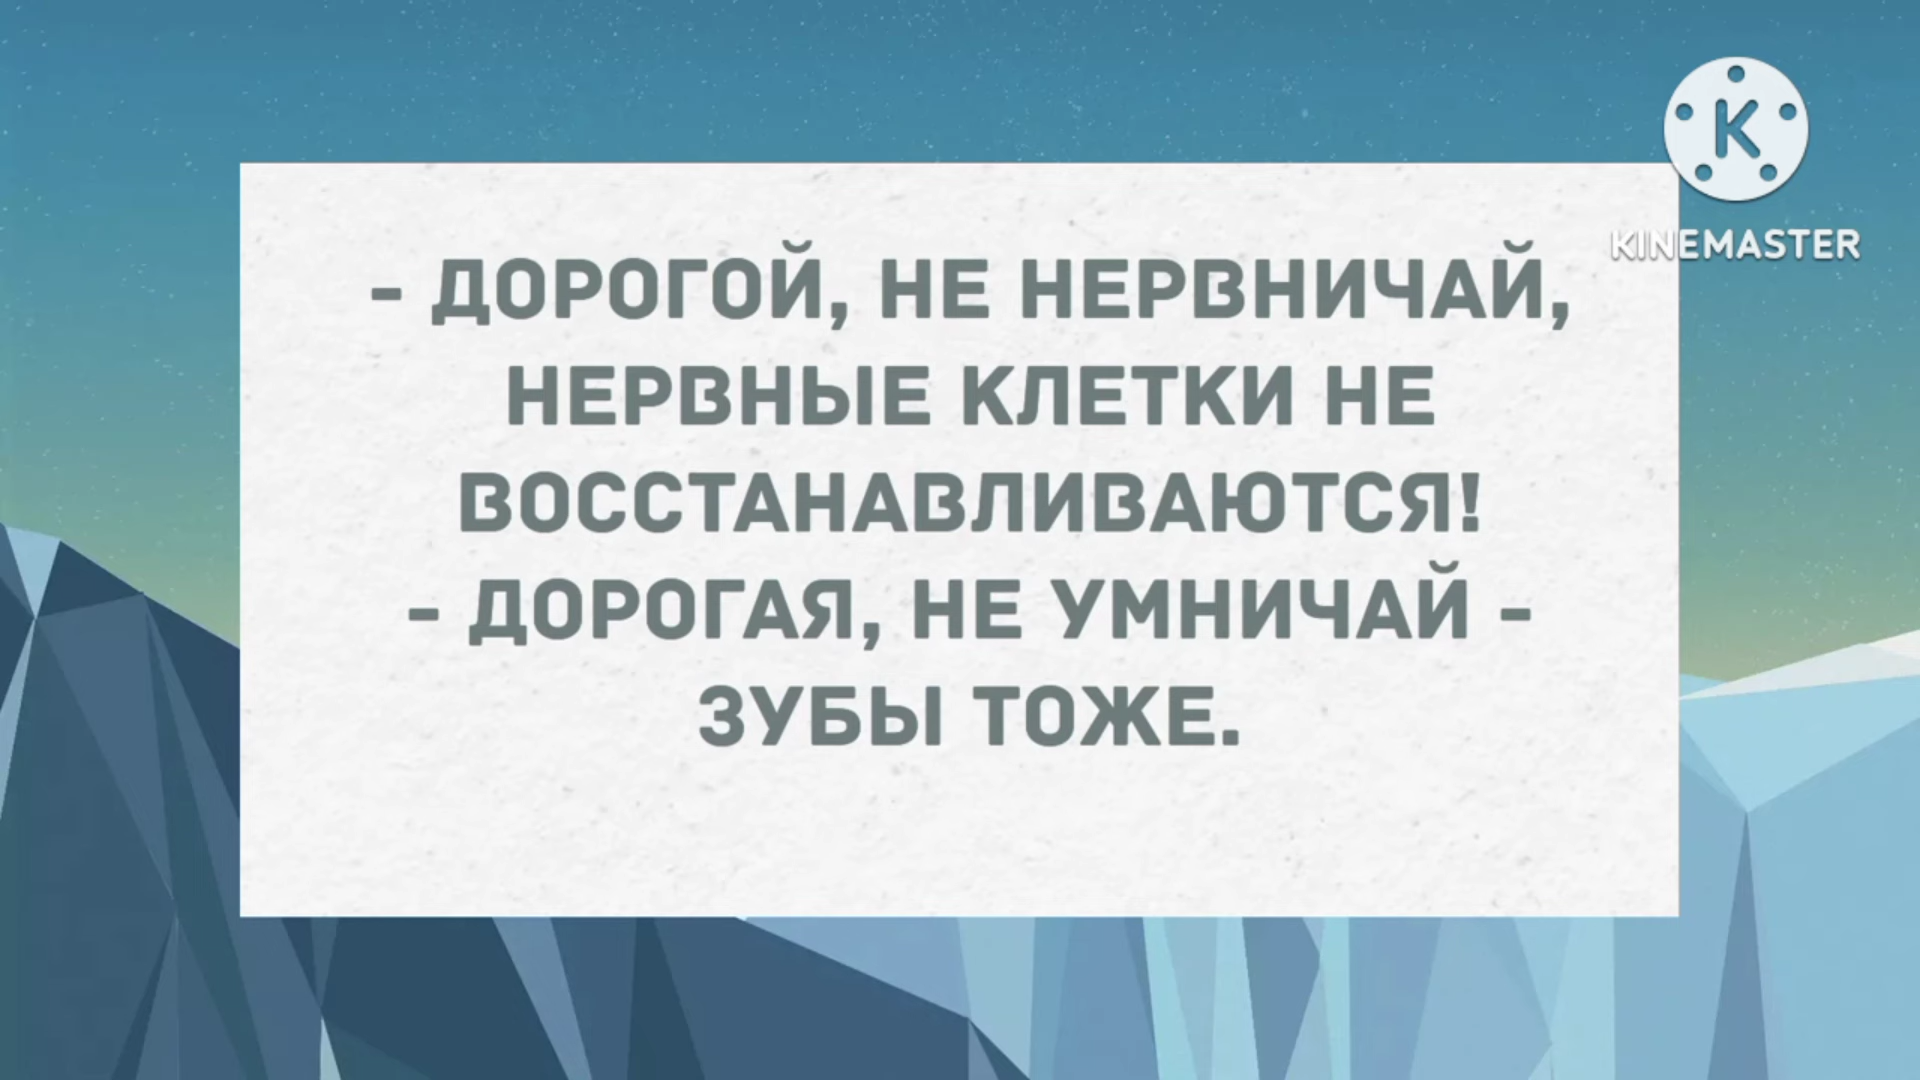 KINEMASTER
- ДОРОГОЙ, НЕ НЕРВНИЧАЙ,
НЕРВНЫЕ КЛЕТКИ НЕ
ВОССТАНАВЛИВАЮТСЯ!
- ДОРОГАЯ, НЕ УМНИЧАЙ -
ЗУБЫ ТОЖЕ.